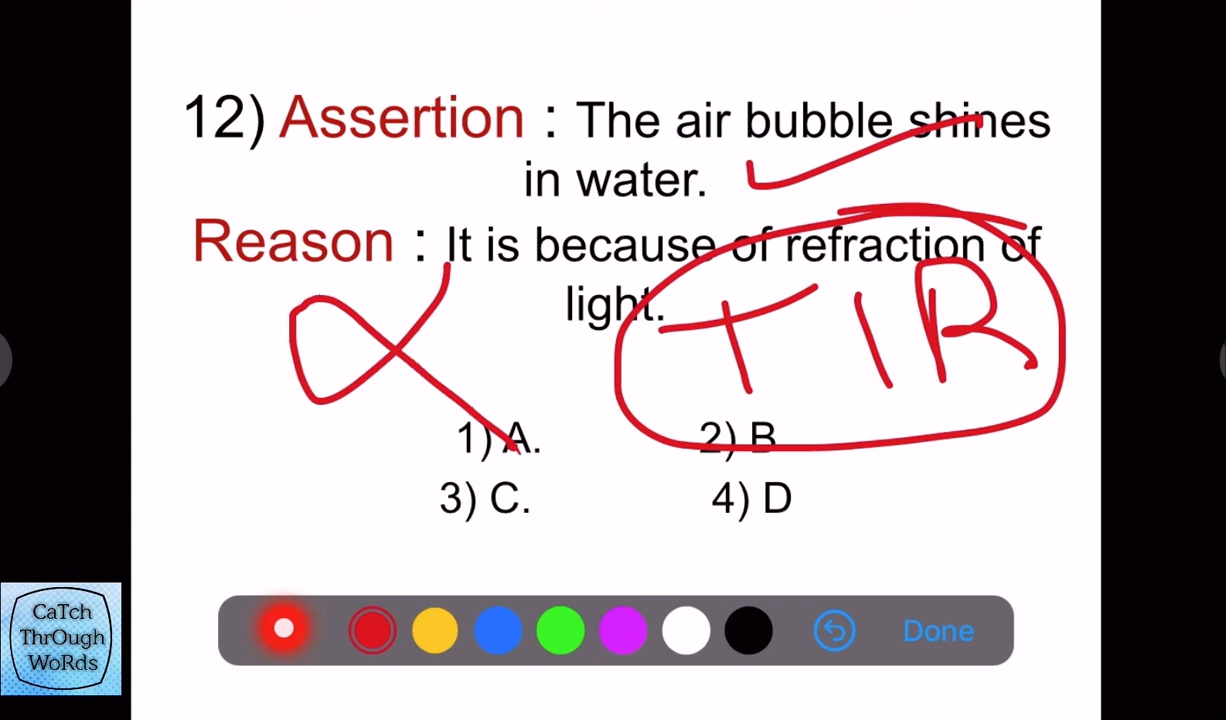 12) Assertion : The air bubble shines
in water.
Reason : It is because of refraction of
light.
TIR
1) A. 2) B
3) C. 4) D
CaTch
ThrOugh
WoRds
Done